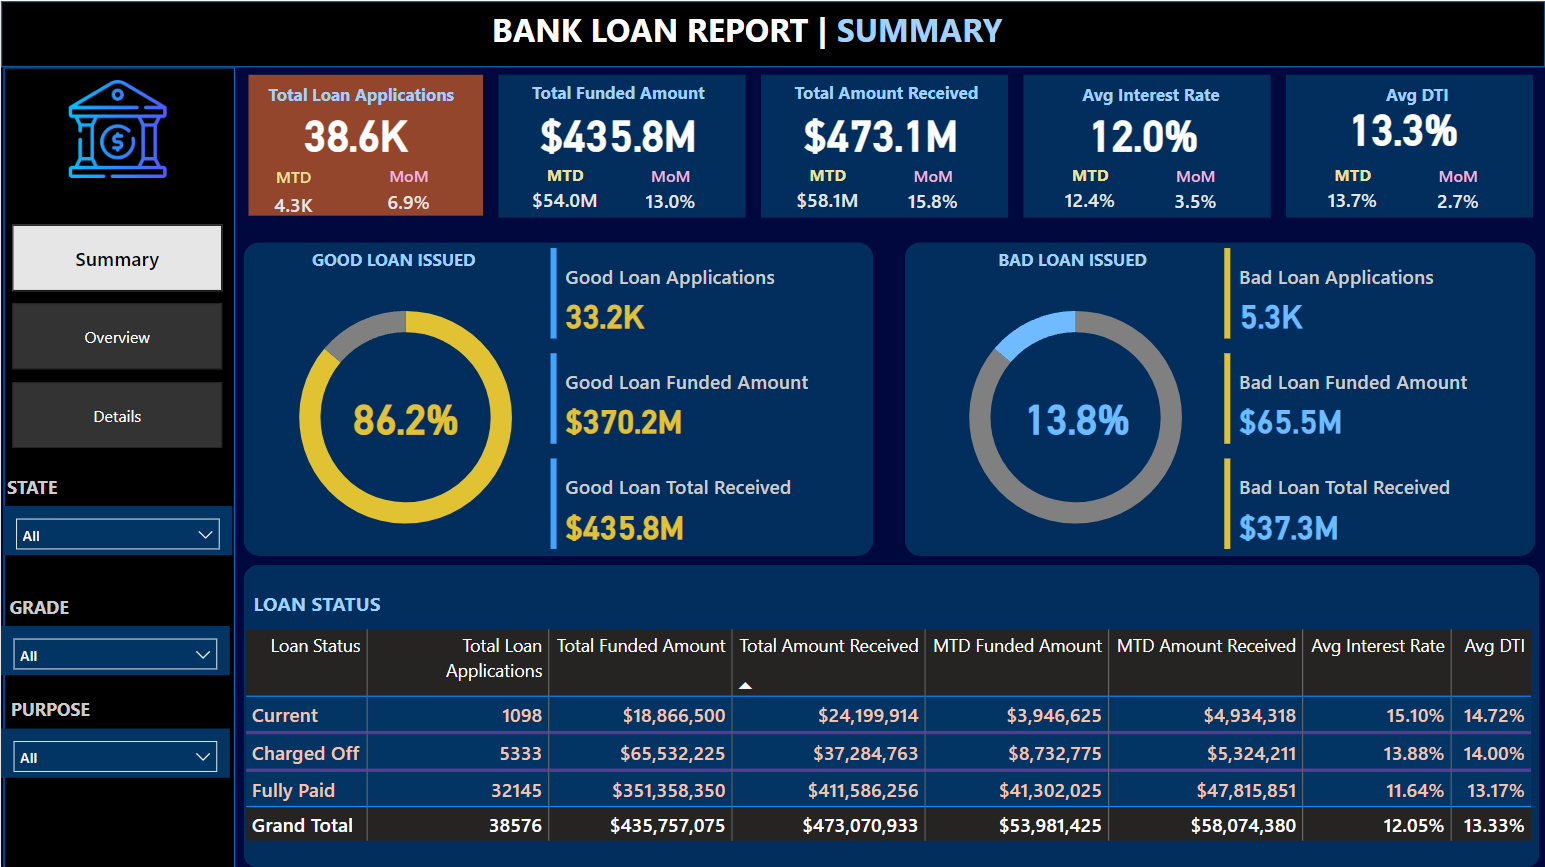 BANK LOAN REPORT | SUMMARY
$
Summary
Overview
Details
STATE
All
GRADE
All
PURPOSE
All
Total Loan Applications
38.6K
MTD MoM
4.3K 6.9%
Total Funded Amount
$435.8M
MTD MoM
$54.0M 13.0%
Total Amount Received
$473.1M
MTD MoM
$58.1M 15.8%
Avg Interest Rate
12.0%
MTD MoM
12.4% 3.5%
Avg DTI
13.3%
MTD MoM
13.7% 2.7%
GOOD LOAN ISSUED
86.2%
Good Loan Applications
33.2K
Good Loan Funded Amount
$370.2M
Good Loan Total Received
$435.8M
BAD LOAN ISSUED
13.8%
Bad Loan Applications
5.3K
Bad Loan Funded Amount
$65.5M
Bad Loan Total Received
$37.3M
LOAN STATUS
Loan Status Total Loan Total Funded Amount Total Amount Received MTD Funded Amount MTD Amount Received Avg Interest Rate Avg DTI
Applications
Current 1098 $18,866,500 $24,199,914 $3,946,625 $4,934,318 15.10% 14.72%
Charged Off 5333 $65,532,225 $37,284,763 $8,732,775 $5,324,211 13.88% 14.00%
Fully Paid 32145 $351,358,350 $411,586,256 $41,302,025 $47,815,851 11.64% 13.17%
Grand Total 38576 $435,757,075 $473,070,933 $53,981,425 $58,074,380 12.05% 13.33%